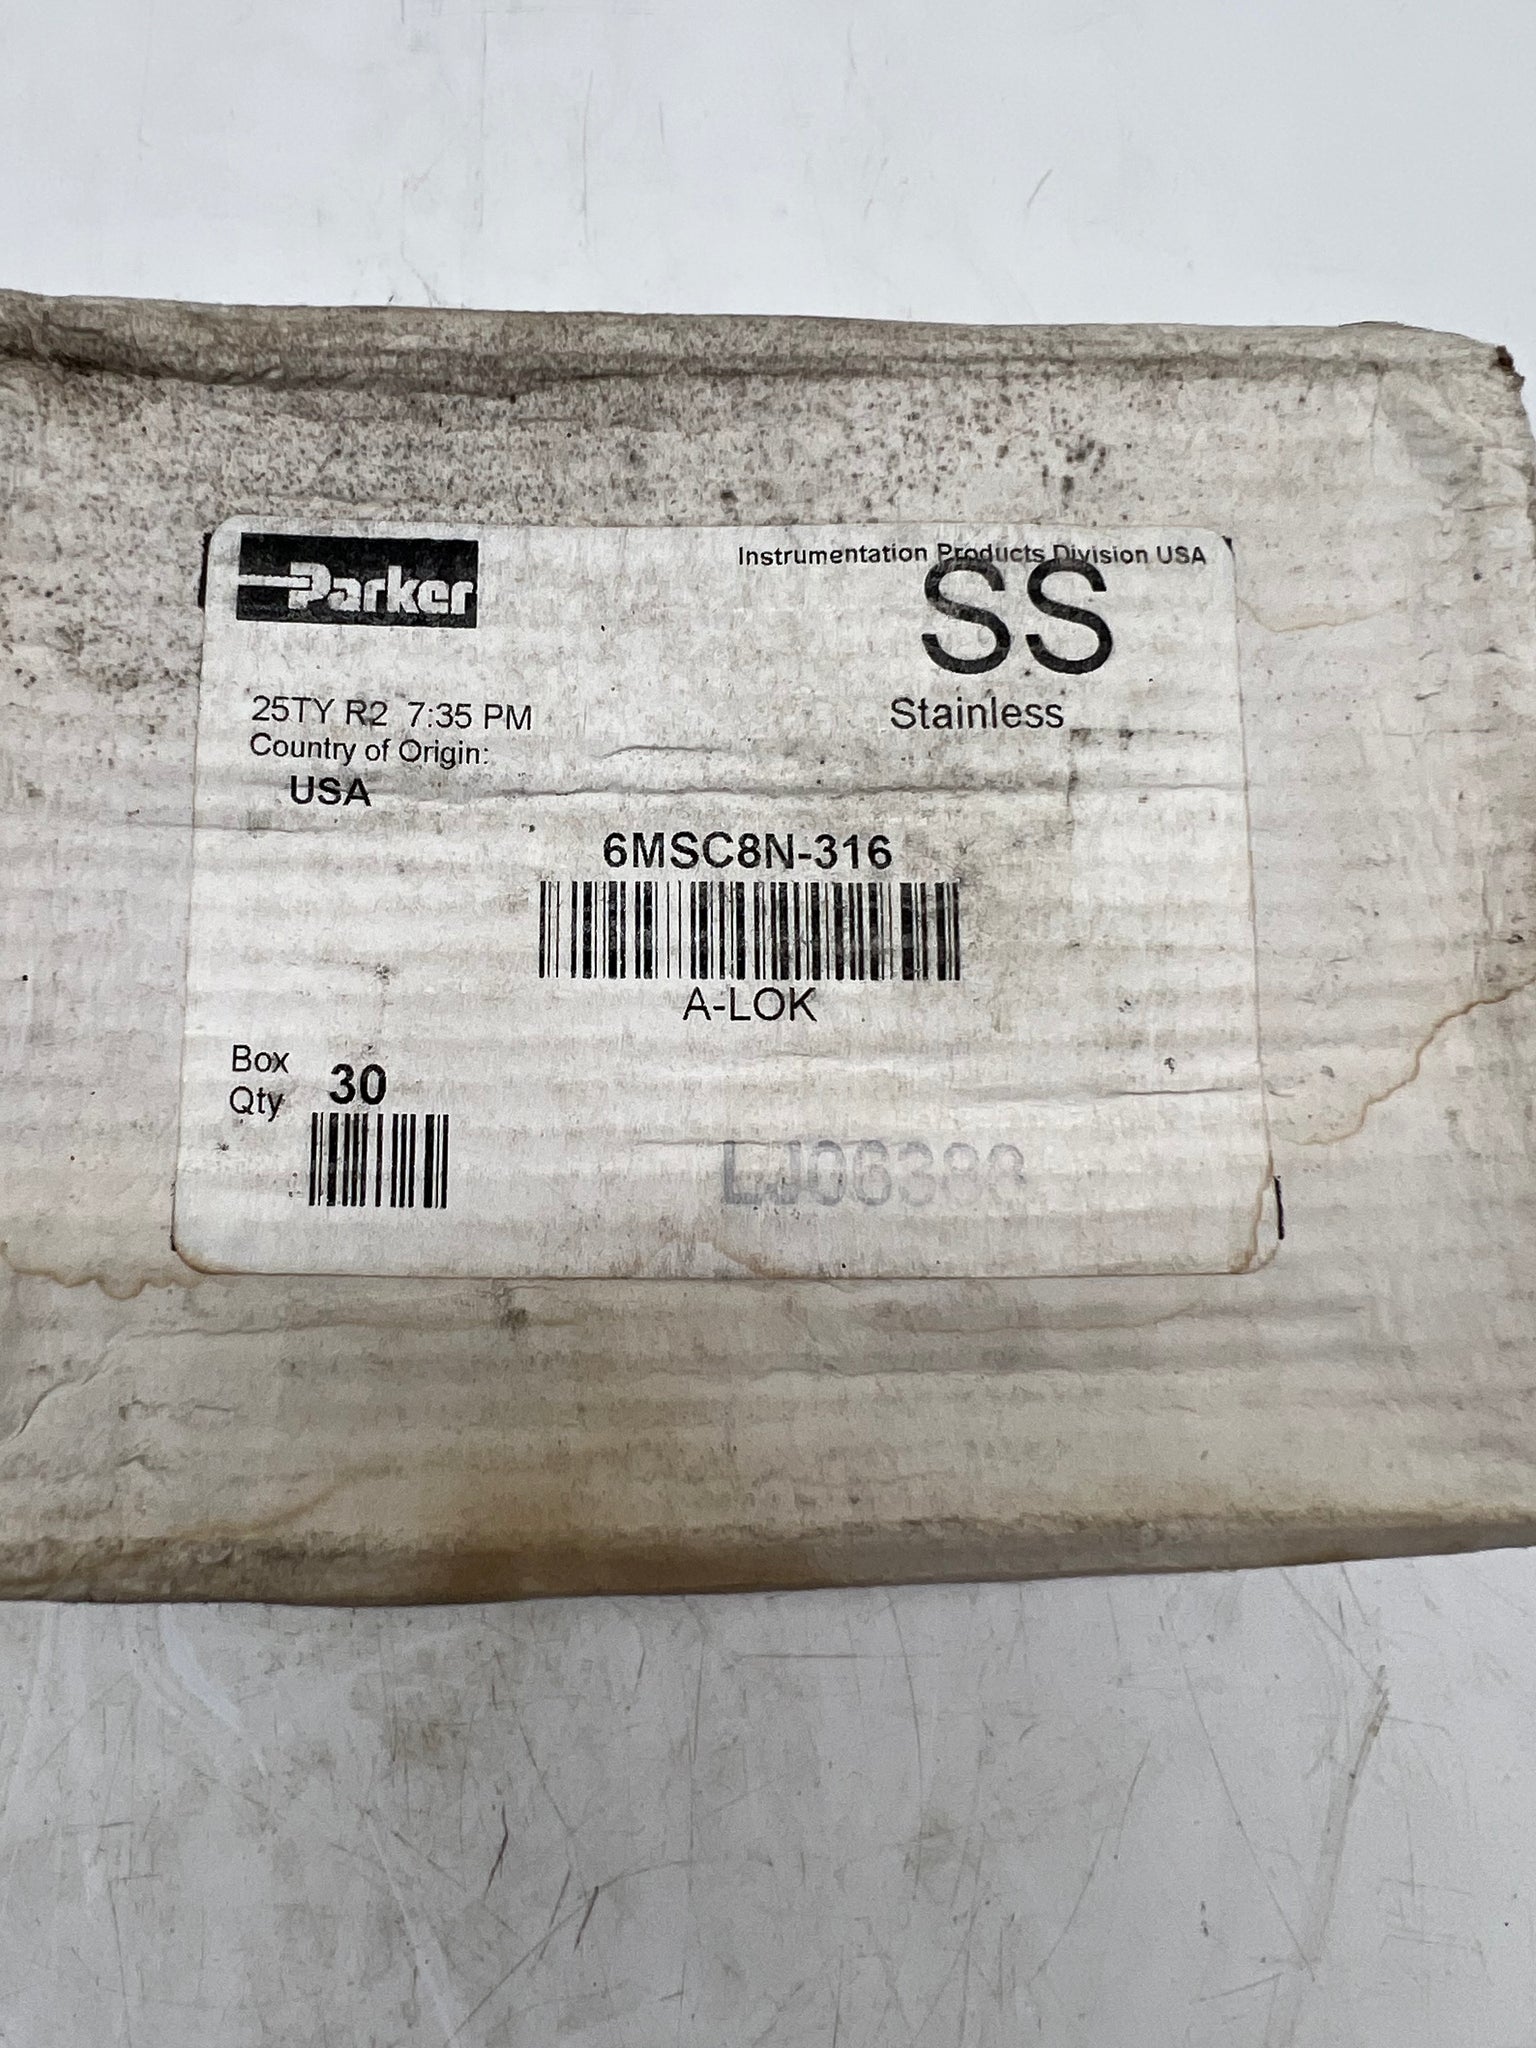 Parker
Instrumentation Products Division USA
SS
Stainless
25TY R2 7:35 PM
Country of Origin:
USA
6MSC8N-316
A-LOK
Box
Qty
30
LJ06388